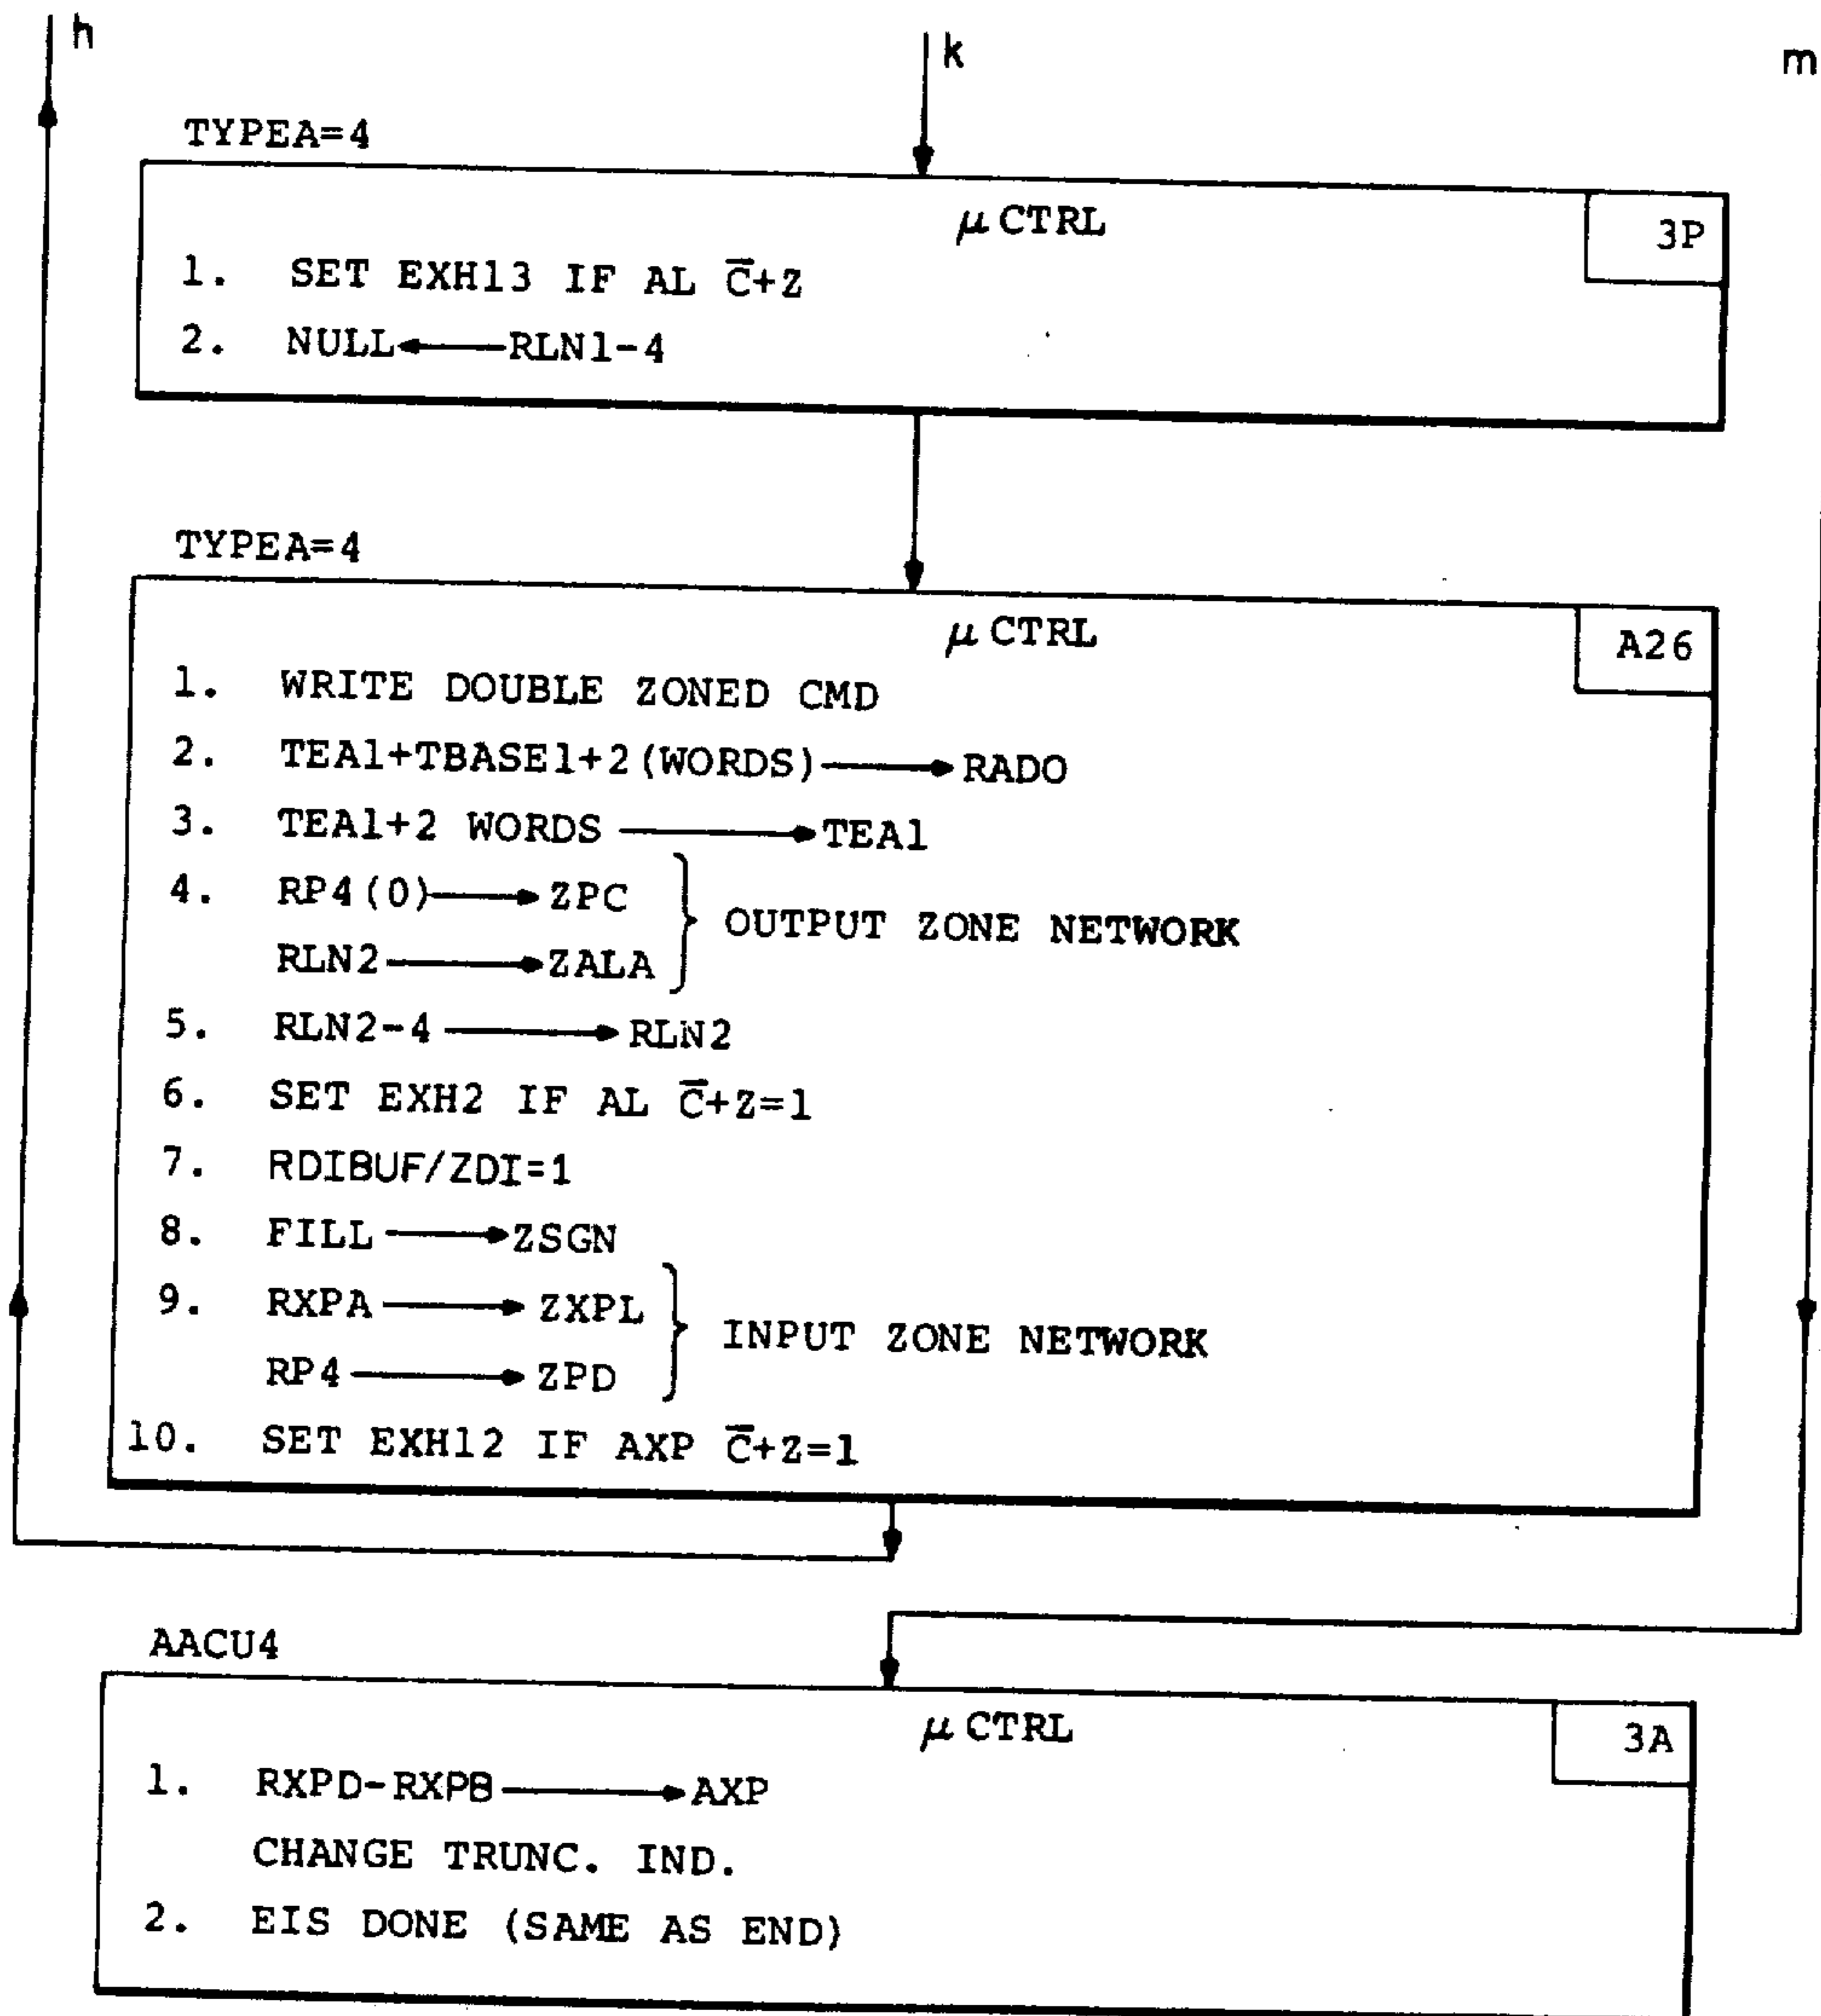 h
k
m
TYPEA=4
μ CTRL
3P
1. SET EXH13 IF AL C̅+Z
2. NULL←RLN1-4
TYPEA=4
μ CTRL
A26
1. WRITE DOUBLE ZONED CMD
2. TEA1+TBASE1+2(WORDS)→RADO
3. TEA1+2 WORDS→TEA1
4. RP4(0)→ZPC
RLN2→ZALA
OUTPUT ZONE NETWORK
5. RLN2-4→RLN2
6. SET EXH2 IF AL C̅+Z=1
7. RDIBUF/ZDI=1
8. FILL→ZSGN
9. RXPA→ZXPL
RP4→ZPD
INPUT ZONE NETWORK
10. SET EXH12 IF AXP C̅+Z=1
AACU4
μ CTRL
3A
1. RXPD-RXPB→AXP
CHANGE TRUNC. IND.
2. EIS DONE (SAME AS END)